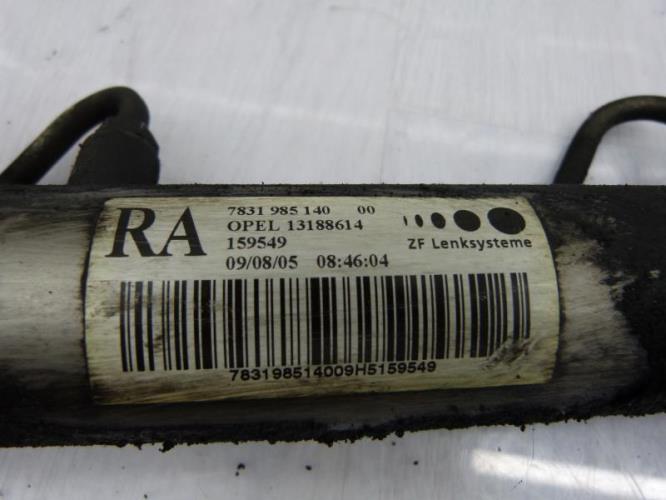 RA
7831 985 140 00
OPEL 13188614
159549
09/08/05 08:46:04
ZF Lenksysteme
783198514009H5159549